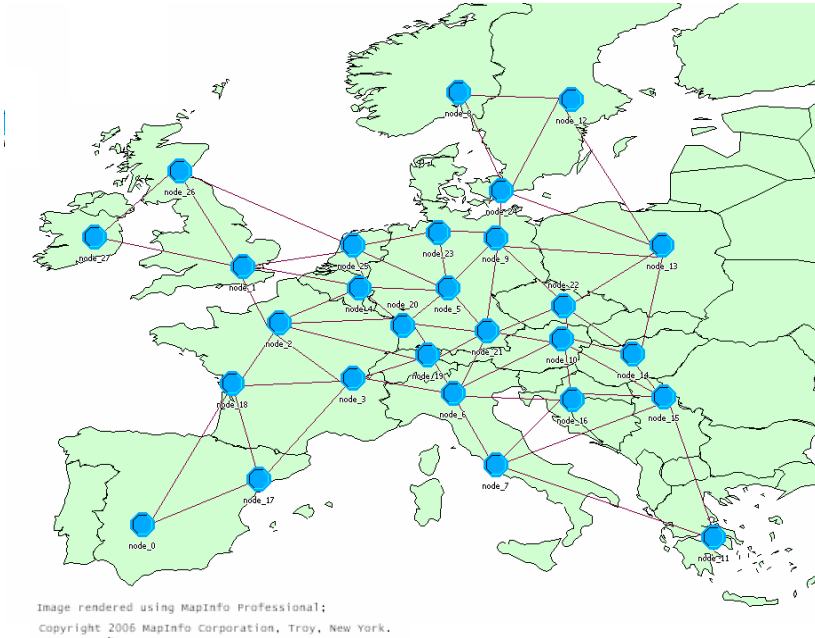 node_8
node_12
node_26
node_24
node_27
node_23
node_9
node_25
node_13
node_1
node_22
node_20
node_5
node_2
node_21
node_10
node_19
node_14
node_3
node_18
node_6
node_15
node_16
node_7
node_17
node_0
node_11
Image rendered using MapInfo Professional;
Copyright 2006 MapInfo Corporation, Troy, New York.